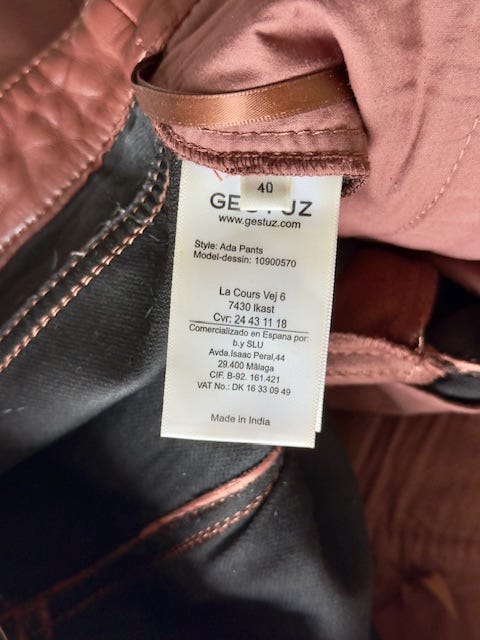 40
GESTUZ
www.gestuz.com
Style: Ada Pants
Model-dessin: 10900570
La Cours Vej 6
7430 Ikast
Cvr: 24 43 11 18
Comercializado en Espana por:
b.y SLU
Avda.Isaac Peral,44
29.400 Málaga
CIF. B-92. 161.421
VAT No.: DK 16 33 09 49
Made in India